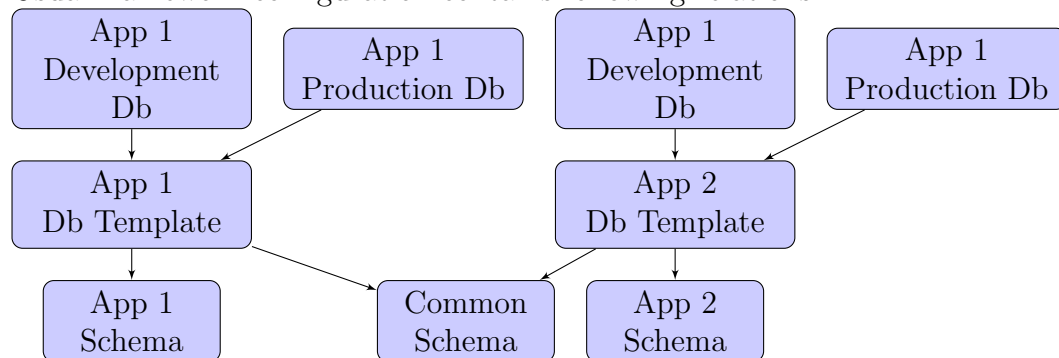 App 1
Development
Db
App 1
Production Db
App 1
Development
Db
App 1
Production Db
App 1
Db Template
App 2
Db Template
App 1
Schema
Common
Schema
App 2
Schema